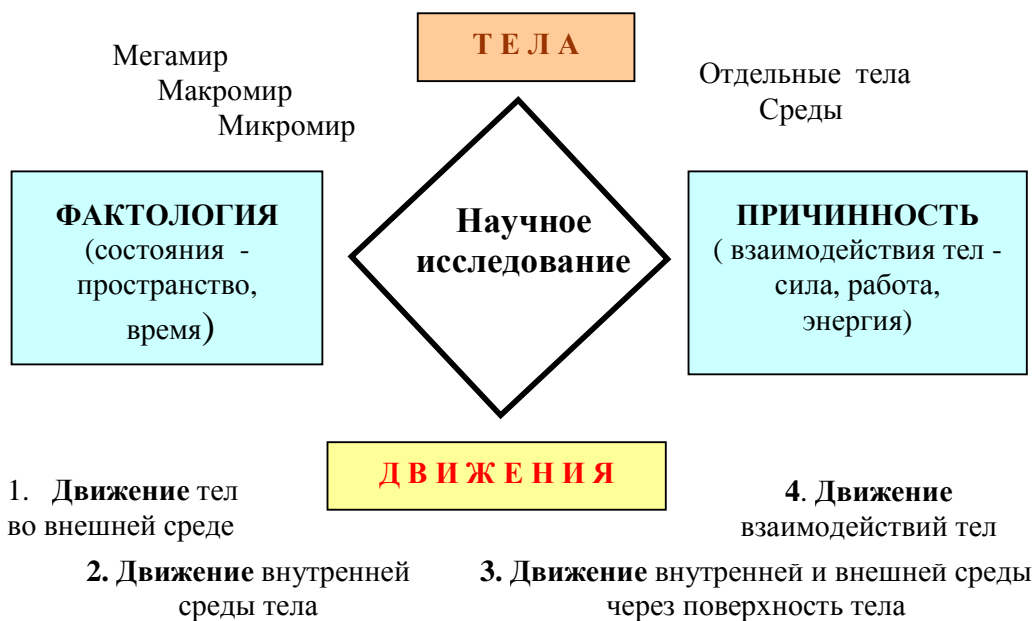 Т Е Л А
Мегамир
Макромир
Микромир
Отдельные тела
Среды
ФАКТОЛОГИЯ
(состояния -
пространство,
время)
Научное
исследование
ПРИЧИННОСТЬ
( взаимодействия тел -
сила, работа,
энергия)
Д В И Ж Е Н И Я
1. Движение тел
во внешней среде
4. Движение
взаимодействий тел
2. Движение внутренней
среды тела
3. Движение внутренней и внешней среды
через поверхность тела